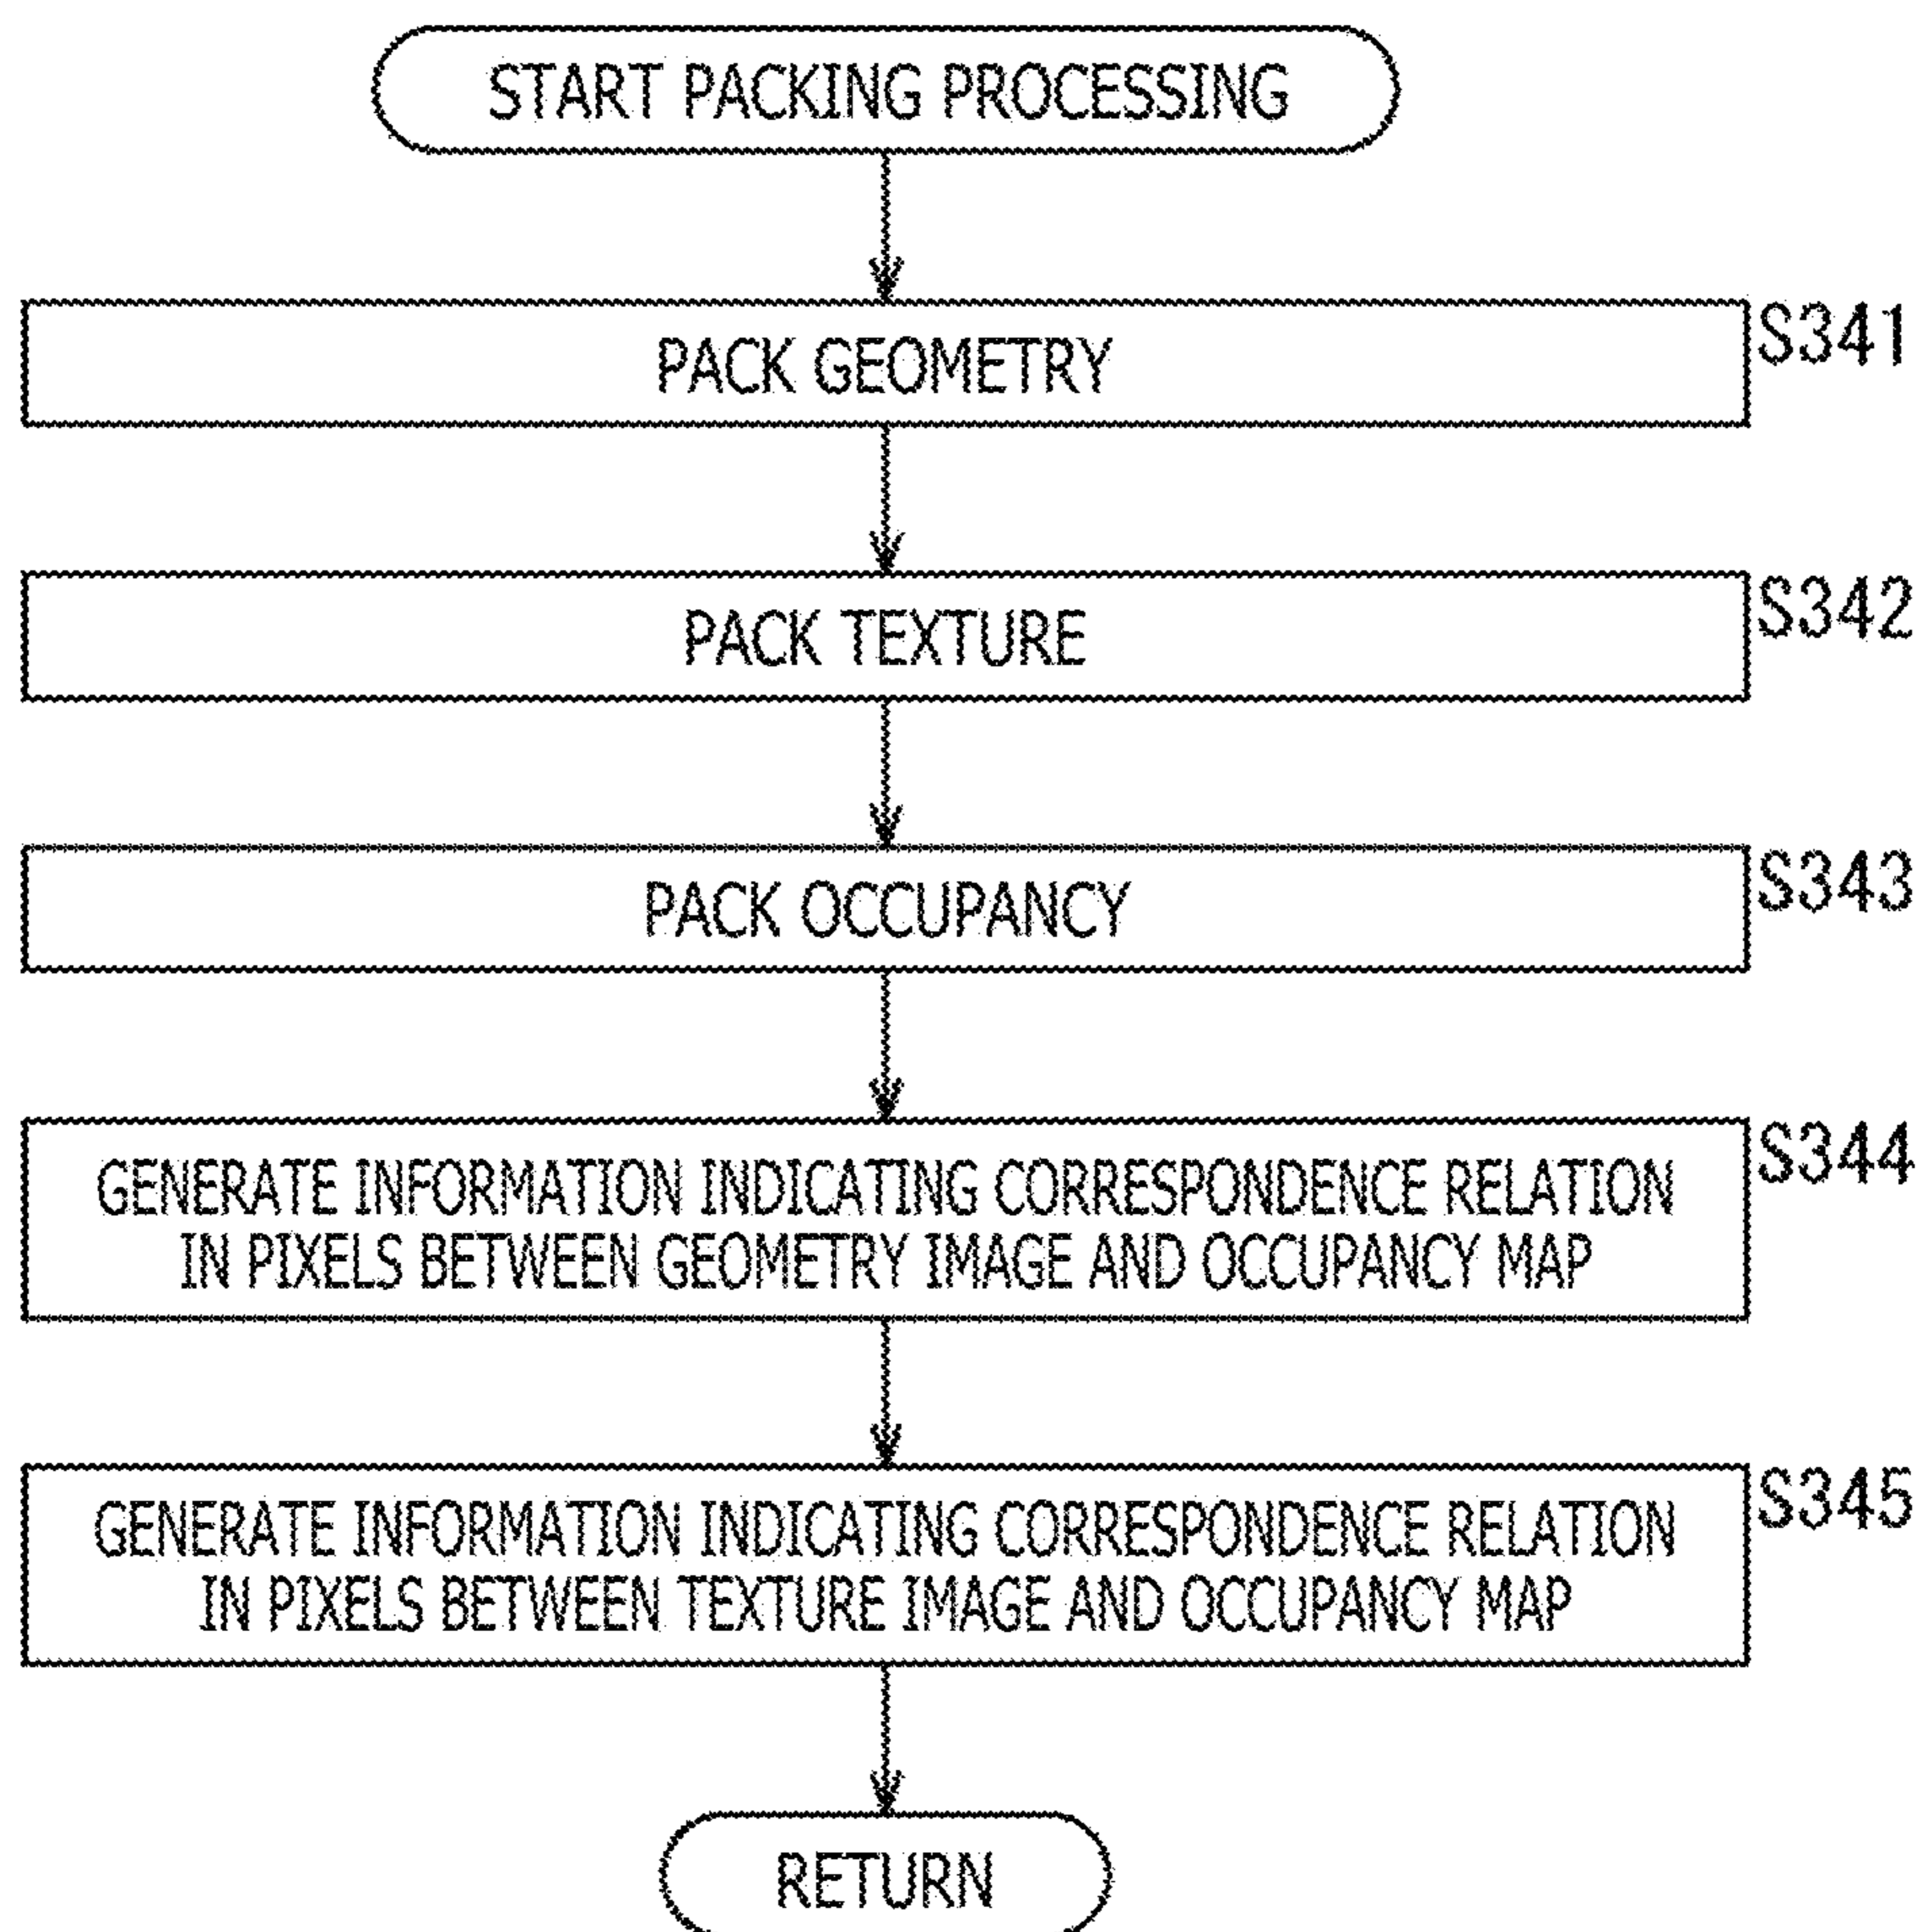 START PACKING PROCESSING
PACK GEOMETRY
S341
PACK TEXTURE
S342
PACK OCCUPANCY
S343
GENERATE INFORMATION INDICATING CORRESPONDENCE RELATION
IN PIXELS BETWEEN GEOMETRY IMAGE AND OCCUPANCY MAP
S344
GENERATE INFORMATION INDICATING CORRESPONDENCE RELATION
IN PIXELS BETWEEN TEXTURE IMAGE AND OCCUPANCY MAP
S345
RETURN